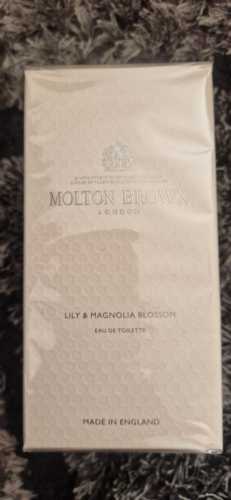 MOLTON BROWN
LONDON
LILY & MAGNOLIA BLOSSOM
EAU DE TOILETTE
MADE IN ENGLAND